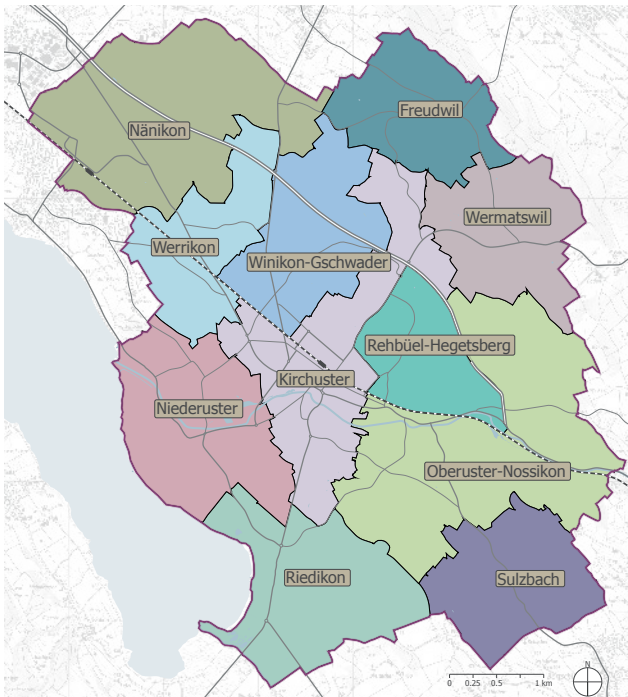 Freudwil
Nänikon
Wermatswil
Werrikon
Winikon-Gschwader
Rehbüel-Hegetsberg
Kirchuster
Niederuster
Oberuster-Nossikon
Riedikon
Sulzbach
N
0 0.25 0.5 1 km